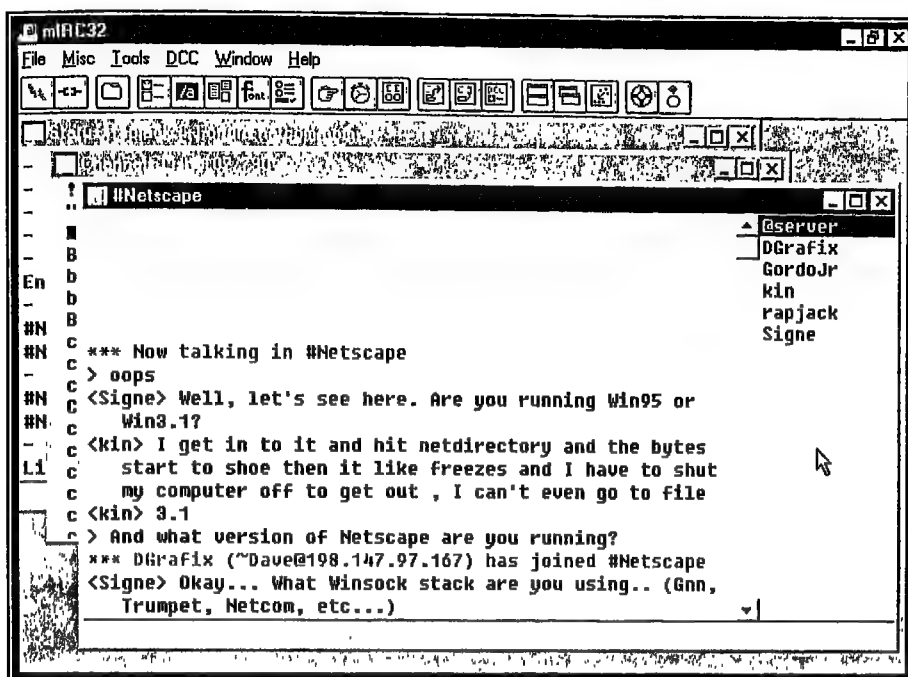 mIRC32
File Misc Tools DCC Window Help
#Netscape
@server
DGrafix
GordoJr
kin
rapjack
Signe
En
#N
#N
#N
#N
Li
B
b
b
B
c
c
c
c
c
c
c
c
c
*** Now talking in #Netscape
> oops
<Signe> Well, let's see here. Are you running Win95 or
Win3.1?
<kin> I get in to it and hit netdirectory and the bytes
start to shoe then it like freezes and I have to shut
my computer off to get out , I can't even go to file
<kin> 3.1
> And what version of Netscape are you running?
*** DGrafix (~Dave@198.147.97.167) has joined #Netscape
<Signe> Okay... What Winsock stack are you using.. (Gnn,
Trumpet, Netcom, etc...)